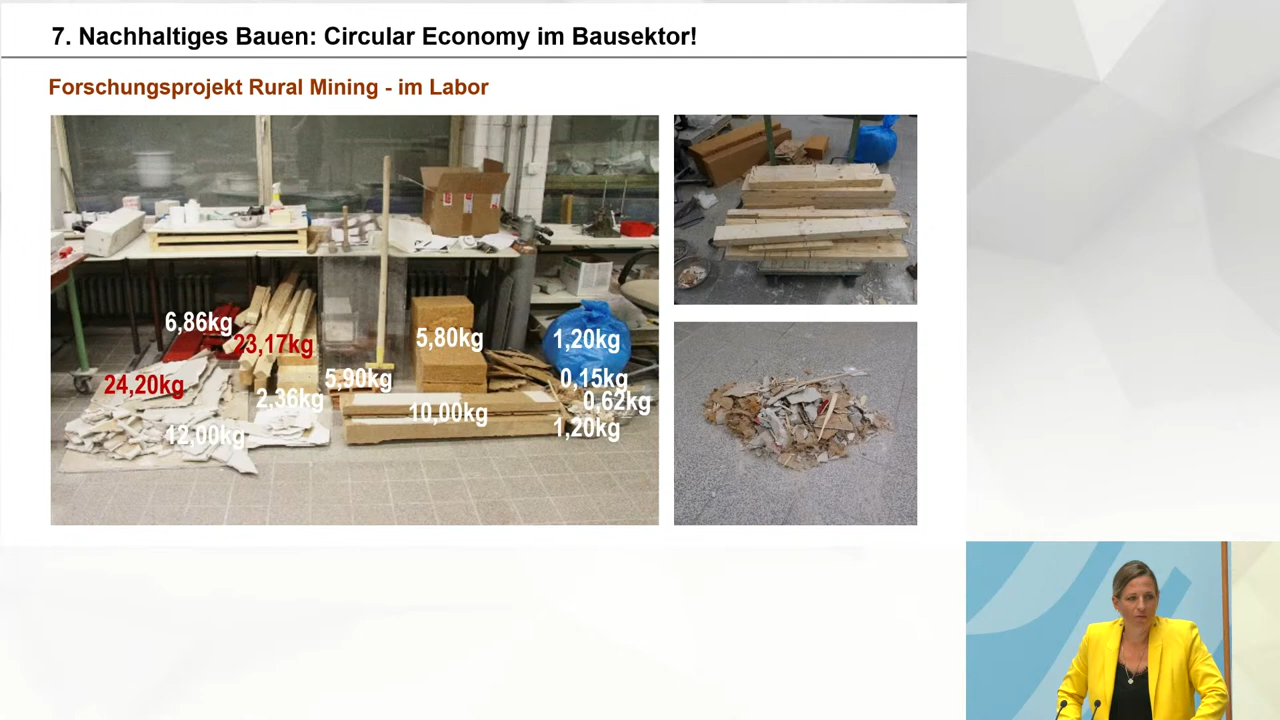 7. Nachhaltiges Bauen: Circular Economy im Bausektor!
Forschungsprojekt Rural Mining - im Labor
6,86kg
23,17kg
24,20kg
2,36kg
12,00kg
5,90kg
5,80kg
10,00kg
1,20kg
0,15kg
0,62kg
1,20kg